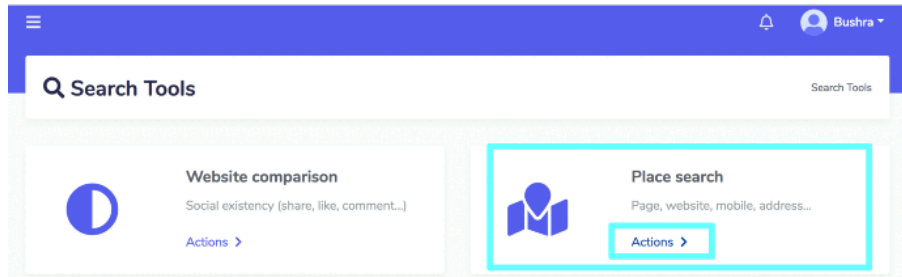 Bushra
Search Tools
Search Tools
Website comparison
Social existency (share, like, comment...)
Actions
Place search
Page, website, mobile, address...
Actions